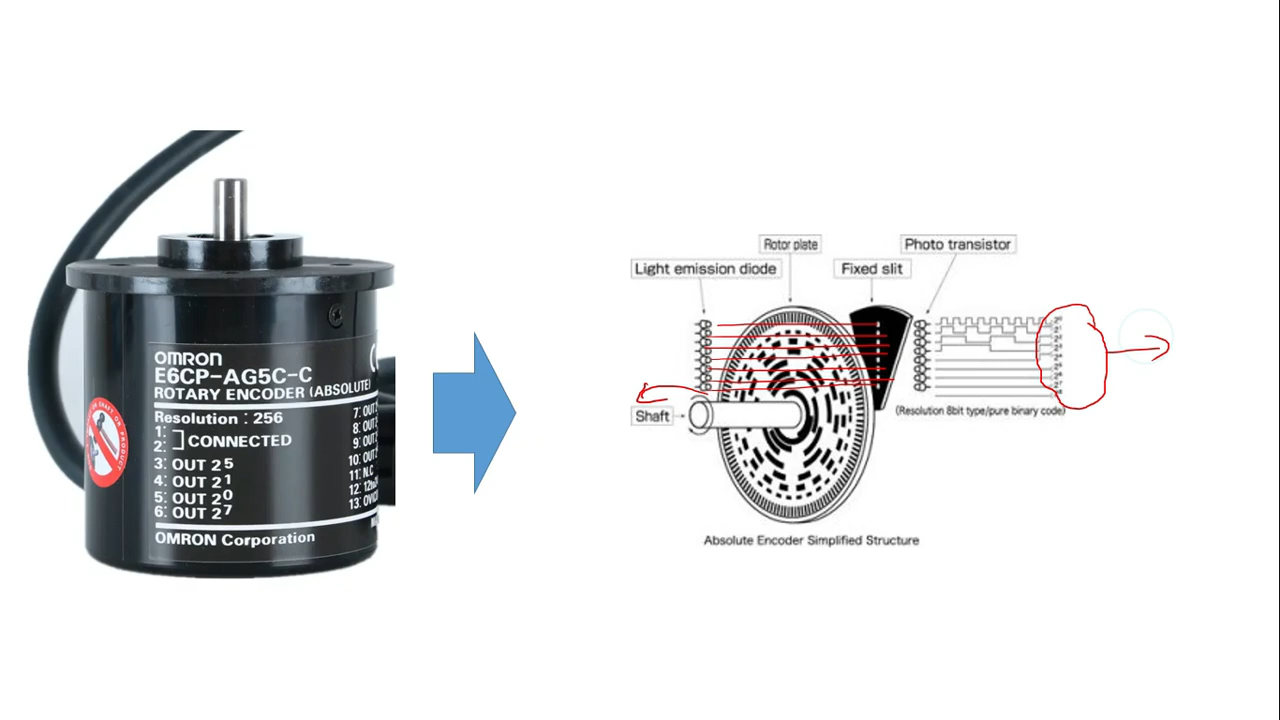 OMRON
E6CP-AG5C-C
ROTARY ENCODER (ABSOLUTE)
Resolution : 256
1:
2:
CONNECTED
3: OUT 2⁵
4: OUT 2¹
5: OUT 2⁰
6: OUT 2⁷
7: OUT
8: OUT
9: OUT
10: OUT
11: N.C
12:
13:
OMRON Corporation
Rotor plate
Photo transistor
Light emission diode
Fixed slit
Shaft
(Resolution 8bit type/pure binary code)
Absolute Encoder Simplified Structure